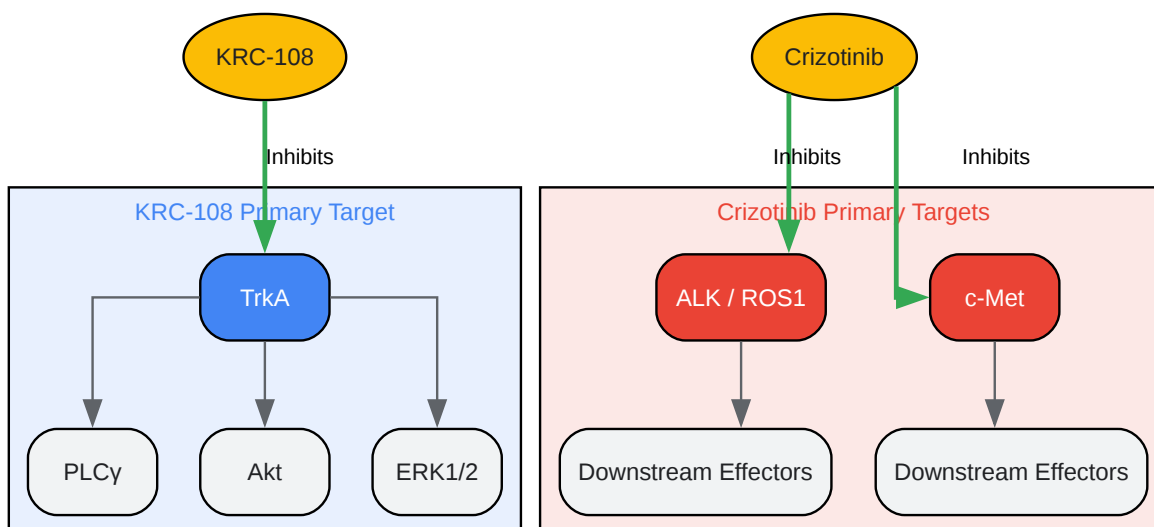 KRC-108
Crizotinib
Inhibits
Inhibits
Inhibits
KRC-108 Primary Target
Crizotinib Primary Targets
TrkA
ALK / ROS1
c-Met
PLCγ
Akt
ERK1/2
Downstream Effectors
Downstream Effectors